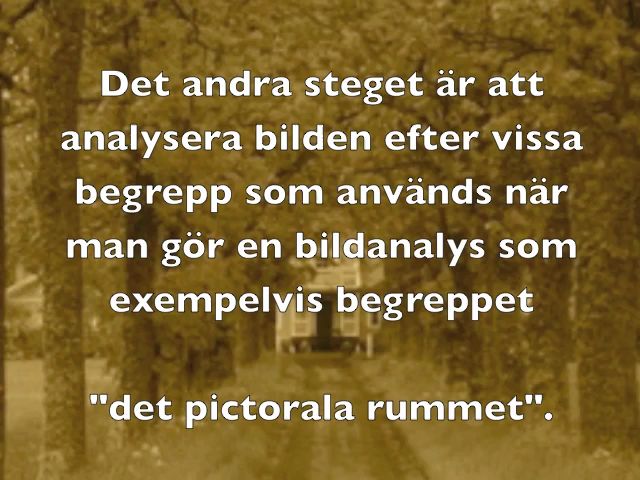 Det andra steget är att
analysera bilden efter vissa
begrepp som används när
man gör en bildanalys som
exempelvis begreppet
"det pictorala rummet".